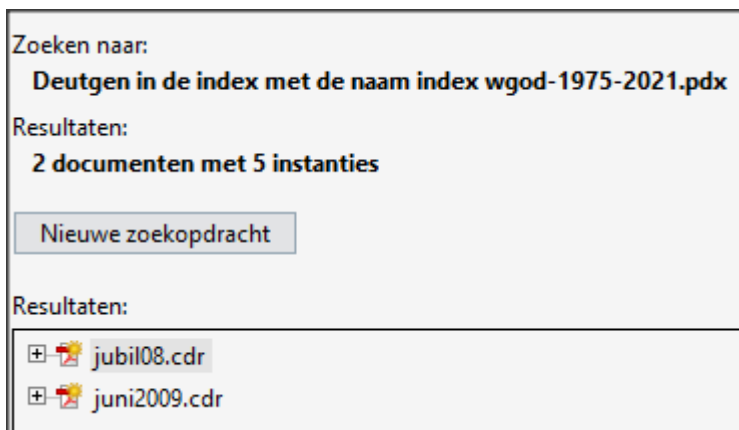 Zoeken naar:
Deutgen in de index met de naam index wgod-1975-2021.pdx
Resultaten:
2 documenten met 5 instanties
Nieuwe zoekopdracht
Resultaten:
jubil08.cdr
juni2009.cdr